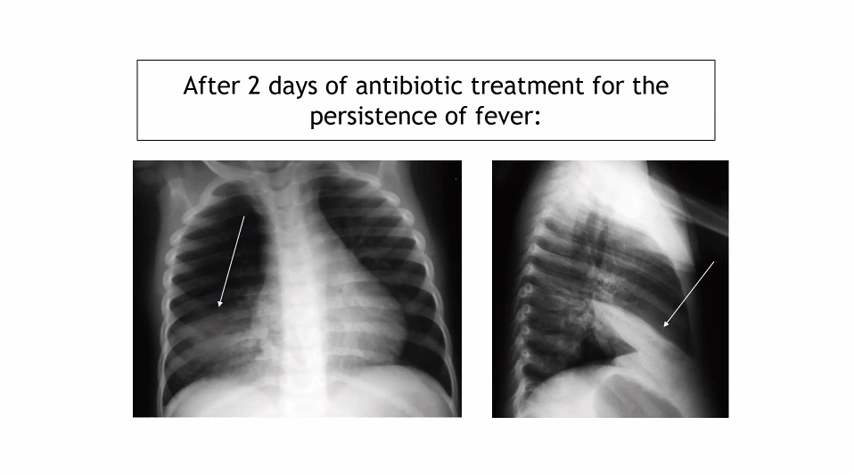 After 2 days of antibiotic treatment for the
persistence of fever: